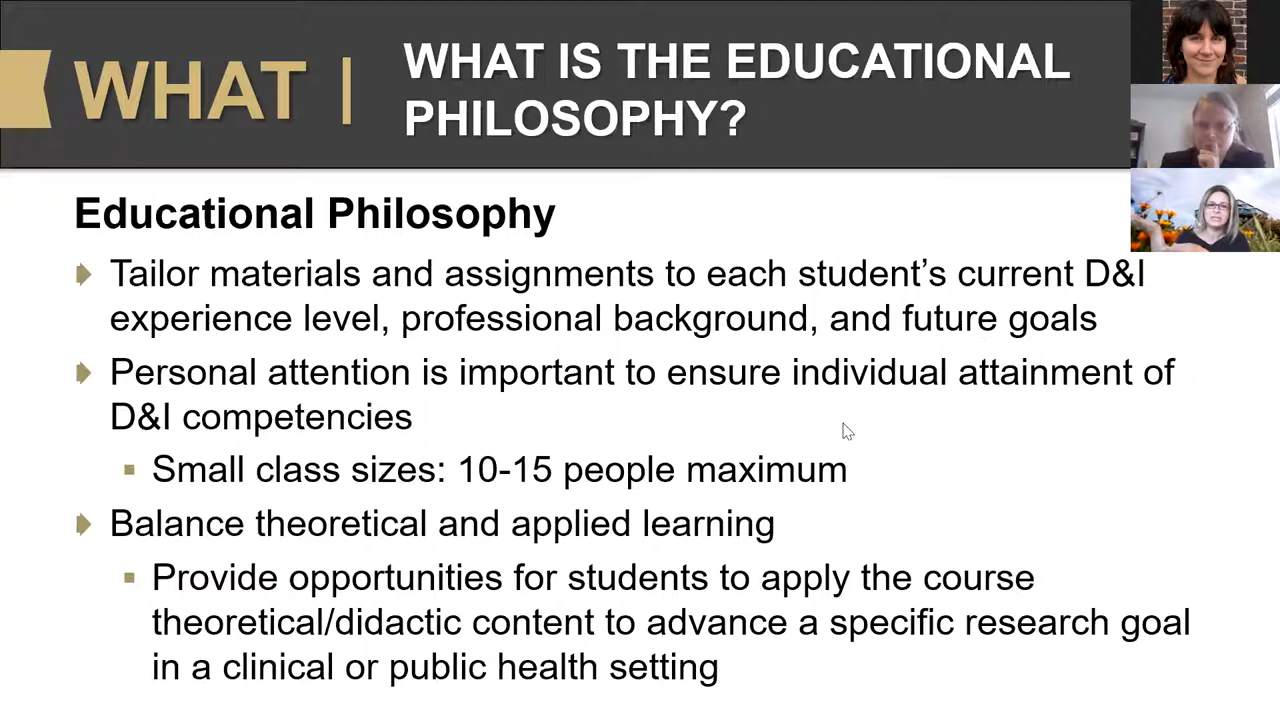 WHAT |
WHAT IS THE EDUCATIONAL
PHILOSOPHY?
Educational Philosophy
Tailor materials and assignments to each student’s current D&I
experience level, professional background, and future goals
Personal attention is important to ensure individual attainment of
D&I competencies
Small class sizes: 10-15 people maximum
Balance theoretical and applied learning
Provide opportunities for students to apply the course
theoretical/didactic content to advance a specific research goal
in a clinical or public health setting